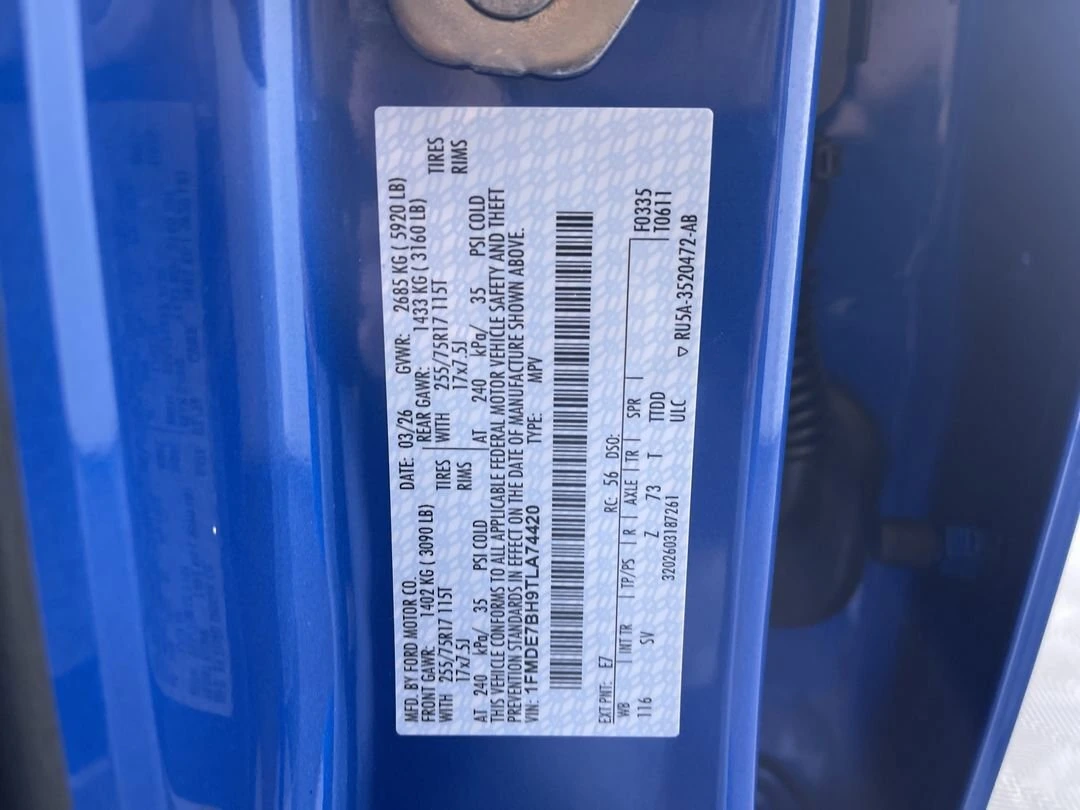 MFD. BY FORD MOTOR CO. DATE: 03/26 GVWR: 2685 KG ( 5920 LB)
FRONT GAWR: 1402 KG ( 3090 LB) REAR GAWR: 1433 KG ( 3160 LB)
WITH 255/75R17 115T TIRES WITH 255/75R17 115T TIRES
17x7.5J RIMS 17x7.5J RIMS
AT 240 kPa/ 35 PSI COLD AT 240 kPa/ 35 PSI COLD
THIS VEHICLE CONFORMS TO ALL APPLICABLE FEDERAL MOTOR VEHICLE SAFETY AND THEFT
PREVENTION STANDARDS IN EFFECT ON THE DATE OF MANUFACTURE SHOWN ABOVE.
VIN: 1FMDE7BH9TLA74420 TYPE: MPV
EXT PNT: E7 RC: 56 DSO: F0335
WB INT TR TP/PS R AXLE TR SPR T0611
116 SV Z 73 T TTDD
3202603187261 ULC
▽ RU5A-3520472-AB